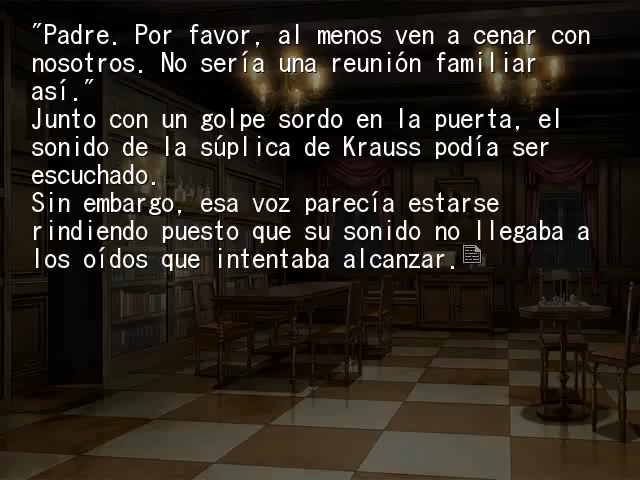 "Padre. Por favor, al menos ven a cenar con
nosotros. No sería una reunión familiar
así."
Junto con un golpe sordo en la puerta, el
sonido de la súplica de Krauss podía ser
escuchado.
Sin embargo, esa voz parecía estarse
rindiendo puesto que su sonido no llegaba a
los oídos que intentaba alcanzar.